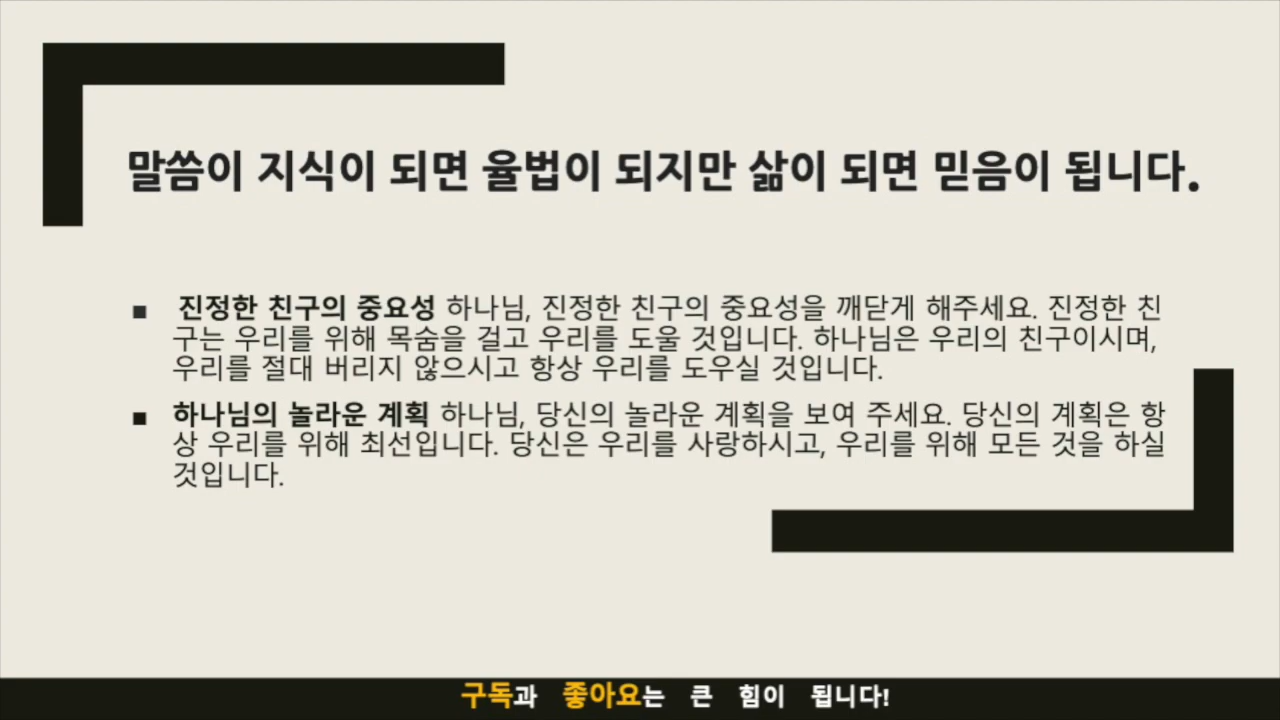 말씀이 지식이 되면 율법이 되지만 삶이 되면 믿음이 됩니다.
■ 진정한 친구의 중요성 하나님, 진정한 친구의 중요성을 깨닫게 해주세요. 진정한 친
구는 우리를 위해 목숨을 걸고 우리를 도울 것입니다. 하나님은 우리의 친구이시며,
우리를 절대 버리지 않으시고 항상 우리를 도우실 것입니다.
■ 하나님의 놀라운 계획 하나님, 당신의 놀라운 계획을 보여 주세요. 당신의 계획은 항
상 우리를 위해 최선입니다. 당신은 우리를 사랑하시고, 우리를 위해 모든 것을 하실
것입니다.
구독과 좋아요는 큰 힘이 됩니다!